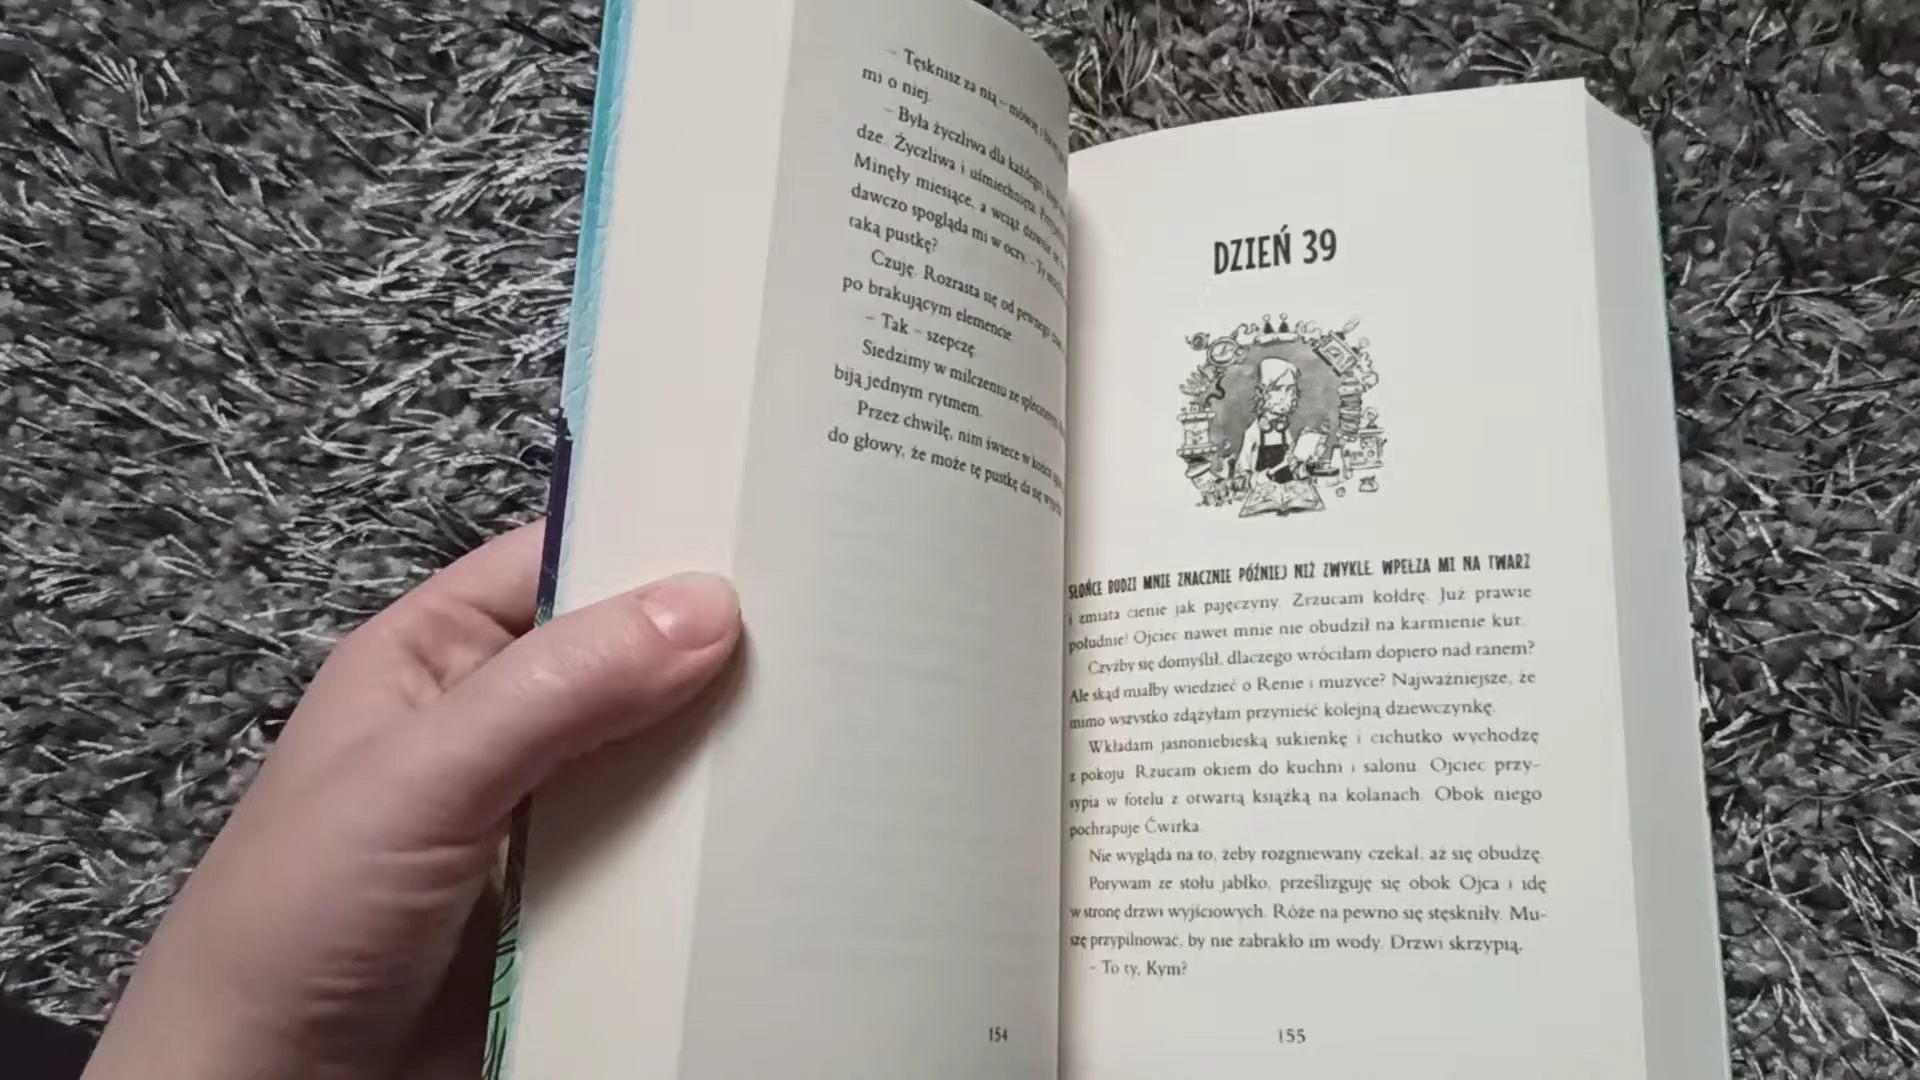 – Tęsknisz za nią – mówię i
mi o niej.
– Była życzliwa dla każdego,
dze. Życzliwa i uśmiechnięta.
Minęły miesiące, a wciąż
dawczo spogląda mi w oczy. – Ty
taką pustkę?
Czuję. Rozrasta się od pewnego
po brakującym elemencie.
– Tak – szepczę.
Siedzimy w milczeniu ze
biją jednym rytmem.
Przez chwilę, nim świece w końcu
do głowy, że może tę pustkę da się
154
DZIEŃ 39
SŁOŃCE BUDZI MNIE ZNACZNIE PÓŹNIEJ NIŻ ZWYKLE. WPEŁZA MI NA TWARZ
i zmiata cienie jak pajęczyny. Zrzucam kołdrę. Już prawie
południe! Ojciec nawet mnie nie obudził na karmienie kur.
Czyżby się domyślił, dlaczego wróciłam dopiero nad ranem?
Ale skąd miałby wiedzieć o Renie i muzyce? Najważniejsze, że
mimo wszystko zdążyłam przynieść kolejną dziewczynkę.
Wkładam jasnoniebieską sukienkę i cichutko wychodzę
z pokoju. Rzucam okiem do kuchni i salonu. Ojciec przy-
sypia w fotelu z otwartą książką na kolanach. Obok niego
pochrapuje Ćwirka.
Nie wygląda na to, żeby rozgniewany czekał, aż się obudzę.
Porywam ze stołu jabłko, prześlizguję się obok Ojca i idę
w stronę drzwi wyjściowych. Róże na pewno się stęskniły. Mu-
szę przypilnować, by nie zabrakło im wody. Drzwi skrzypią.
– To ty, Kym?
155